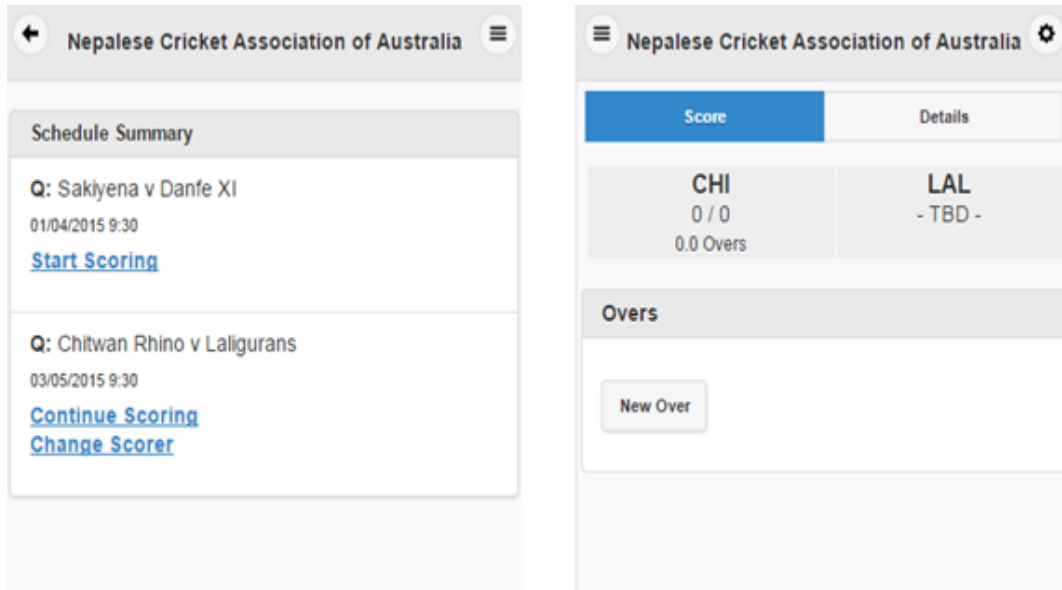 Nepalese Cricket Association of Australia
Schedule Summary
Q: Sakiyena v Danfe XI
01/04/2015 9:30
Start Scoring
Q: Chitwan Rhino v Laligurans
03/05/2015 9:30
Continue Scoring
Change Scorer
Nepalese Cricket Association of Australia
Score Details
CHI LAL
0 / 0 - TBD -
0.0 Overs
Overs
New Over